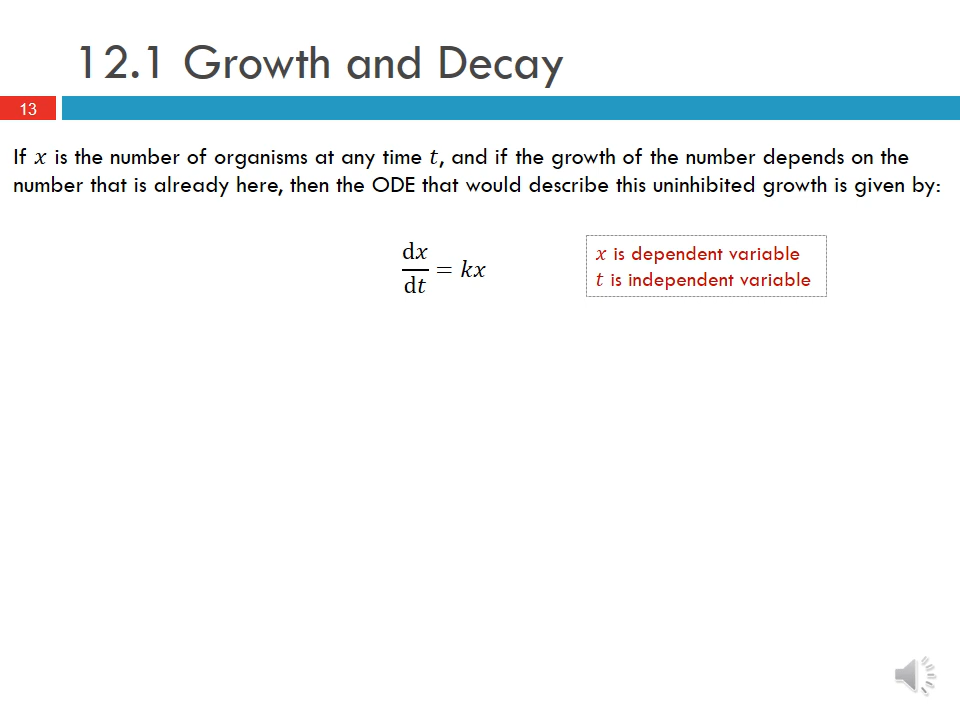 12.1 Growth and Decay
13
If x is the number of organisms at any time t, and if the growth of the number depends on the
number that is already here, then the ODE that would describe this uninhibited growth is given by:
dx/dt = kx
x is dependent variable
t is independent variable